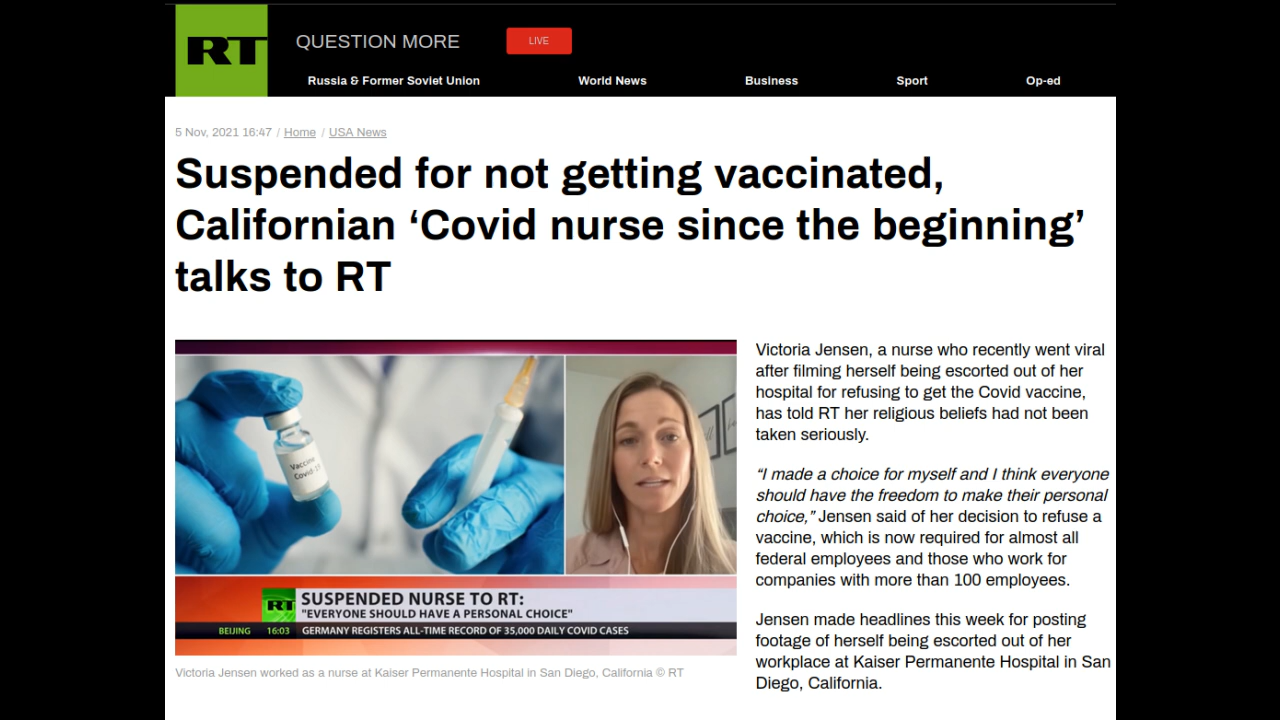 RT
QUESTION MORE
LIVE
Russia & Former Soviet Union
World News
Business
Sport
Op-ed
5 Nov, 2021 16:47 / Home / USA News
Suspended for not getting vaccinated,
Californian ‘Covid nurse since the beginning’
talks to RT
Vaccine
Covid-19
RT
SUSPENDED NURSE TO RT:
"EVERYONE SHOULD HAVE A PERSONAL CHOICE"
BEIJING 16:03 GERMANY REGISTERS ALL-TIME RECORD OF 35,000 DAILY COVID CASES
Victoria Jensen worked as a nurse at Kaiser Permanente Hospital in San Diego, California © RT
Victoria Jensen, a nurse who recently went viral
after filming herself being escorted out of her
hospital for refusing to get the Covid vaccine,
has told RT her religious beliefs had not been
taken seriously.
“I made a choice for myself and I think everyone
should have the freedom to make their personal
choice,” Jensen said of her decision to refuse a
vaccine, which is now required for almost all
federal employees and those who work for
companies with more than 100 employees.
Jensen made headlines this week for posting
footage of herself being escorted out of her
workplace at Kaiser Permanente Hospital in San
Diego, California.